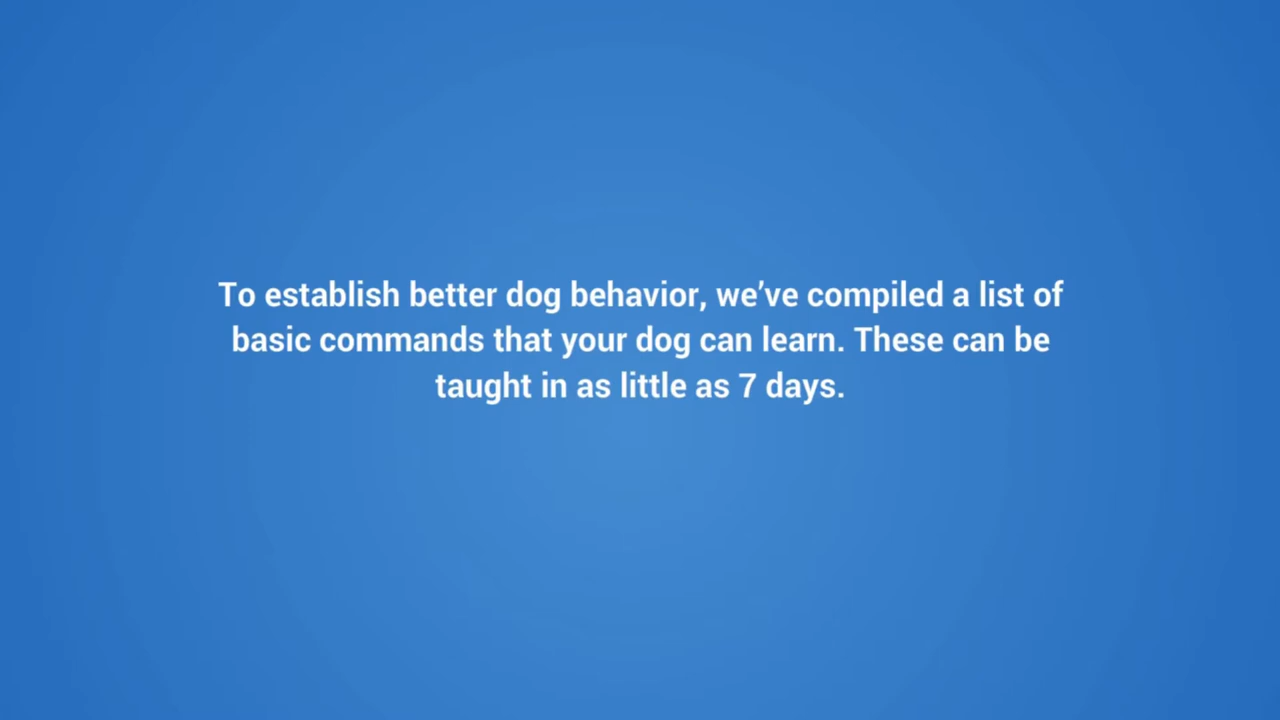 To establish better dog behavior, we’ve compiled a list of
basic commands that your dog can learn. These can be
taught in as little as 7 days.